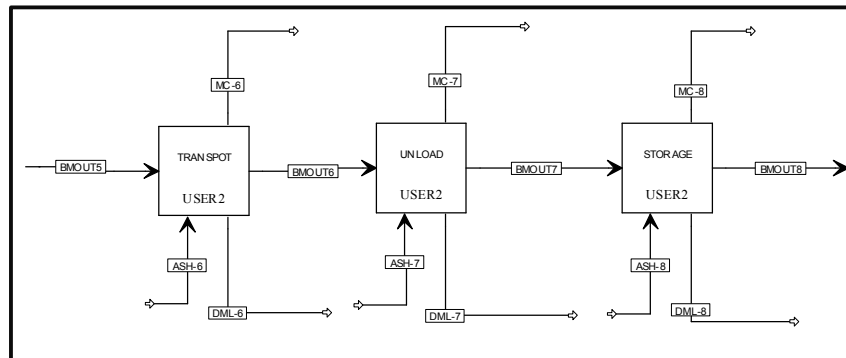 MC-6
MC-7
MC-8
BMOUT5
TRANSPOT
USER2
BMOUT6
UNLOAD
USER2
BMOUT7
STORAGE
USER2
BMOUT8
ASH-6
ASH-7
ASH-8
DML-6
DML-7
DML-8